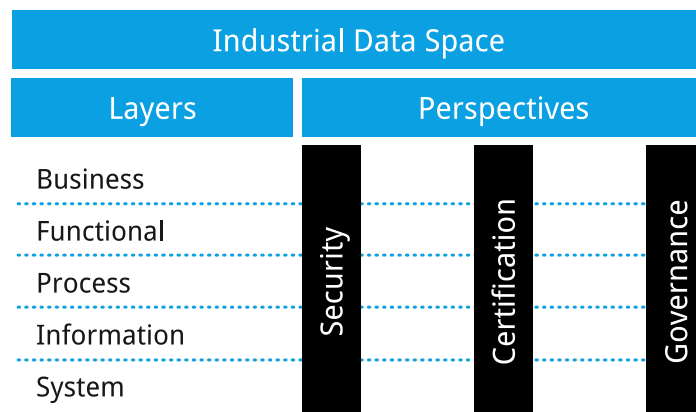 Industrial Data Space
Layers
Perspectives
Business
Functional
Process
Information
System
Security
Certification
Governance